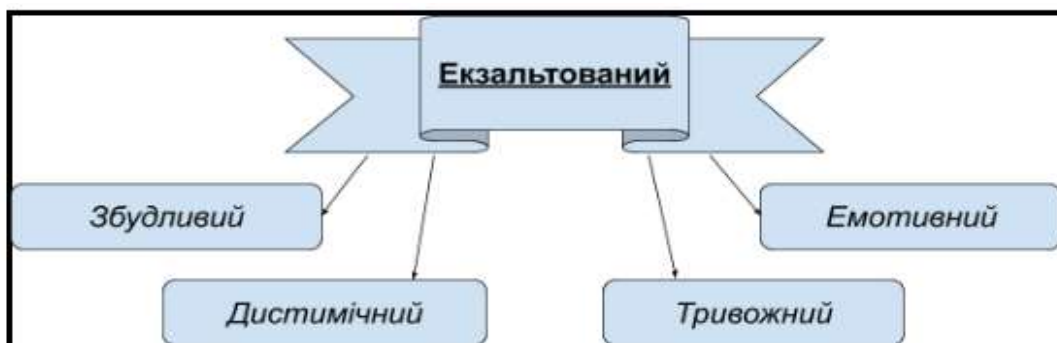 Екзальтований
Збудливий
Емотивний
Дистимічний
Тривожний